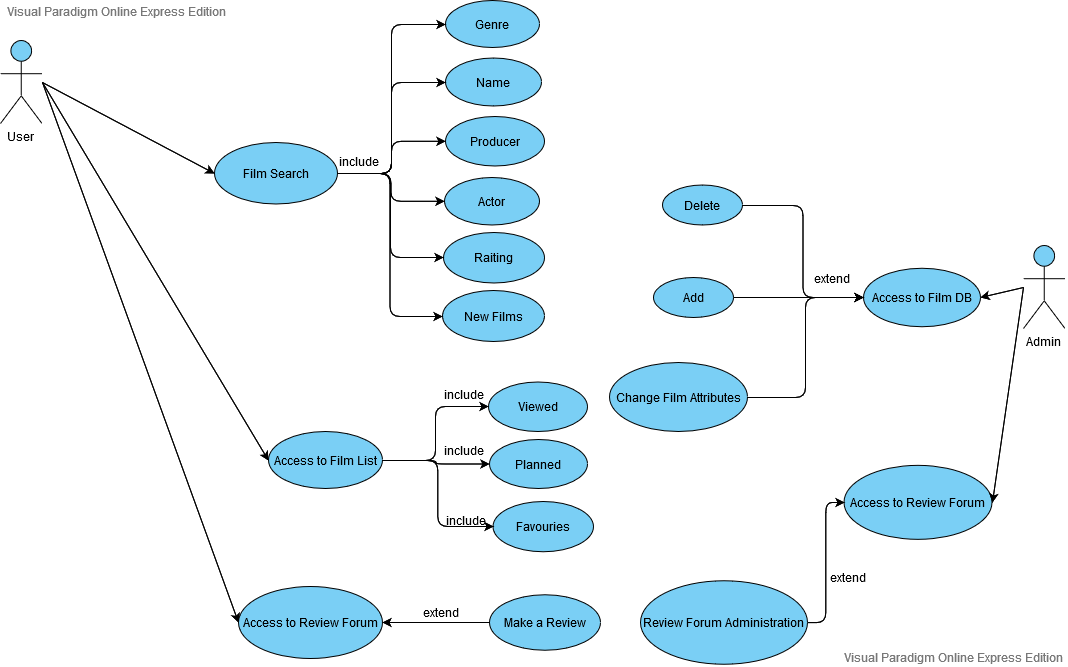 Visual Paradigm Online Express Edition
User
Film Search
include
Genre
Name
Producer
Actor
Raiting
New Films
Delete
Add
Change Film Attributes
extend
Access to Film DB
Admin
Access to Film List
include
Viewed
include
Planned
include
Favouries
Access to Review Forum
extend
Access to Review Forum
extend
Make a Review
Review Forum Administration
Visual Paradigm Online Express Edition